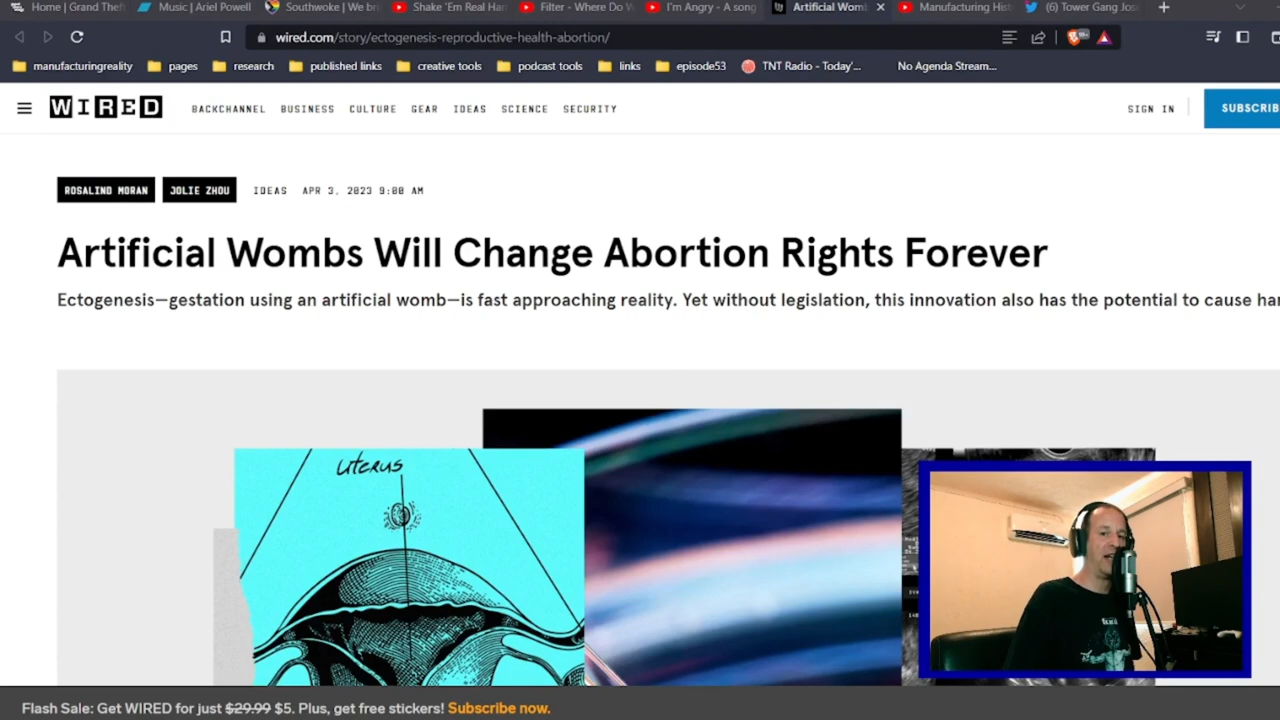 Home | Grand Theft
Music | Ariel Powell
Southwoke | We br
Shake 'Em Real Har
Filter - Where Do W
I'm Angry - A song
Artificial Wom
Manufacturing Hist
(6) Tower Gang Jos
wired.com/story/ectogenesis-reproductive-health-abortion/
manufacturingreality
pages
research
published links
creative tools
podcast tools
links
episode53
TNT Radio - Today'...
No Agenda Stream...
WIRED
BACKCHANNEL BUSINESS CULTURE GEAR IDEAS SCIENCE SECURITY
SIGN IN
SUBSCRIB
ROSALIND MORAN JOLIE ZHOU IDEAS APR 3, 2023 9:00 AM
Artificial Wombs Will Change Abortion Rights Forever
Ectogenesis—gestation using an artificial womb—is fast approaching reality. Yet without legislation, this innovation also has the potential to cause har
uterus
Flash Sale: Get WIRED for just $29.99 $5. Plus, get free stickers! Subscribe now.